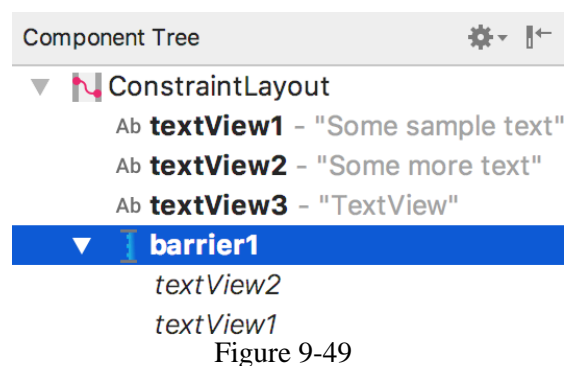 Component Tree
ConstraintLayout
Ab textView1 - "Some sample text"
Ab textView2 - "Some more text"
Ab textView3 - "TextView"
barrier1
textView2
textView1
Figure 9-49